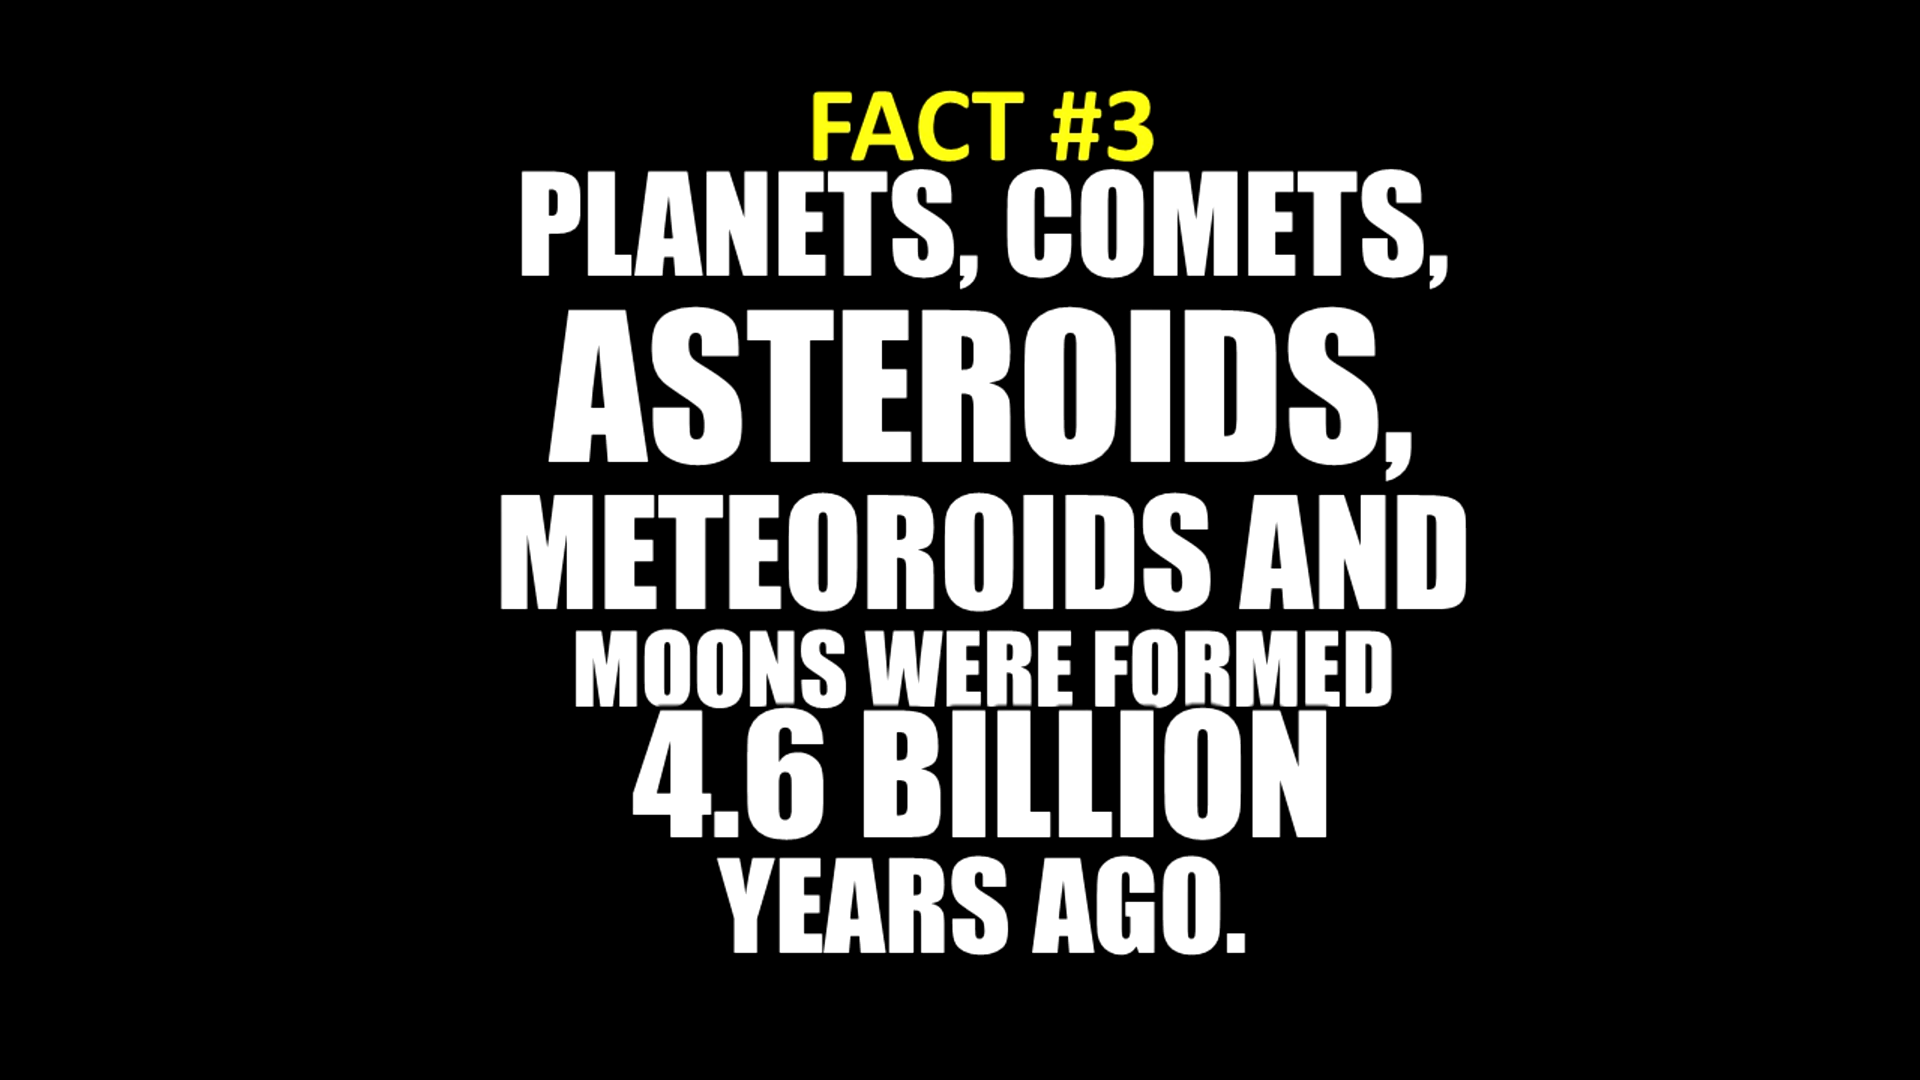 FACT #3
PLANETS, COMETS,
ASTEROIDS,
METEOROIDS AND
MOONS WERE FORMED
4.6 BILLION
YEARS AGO.